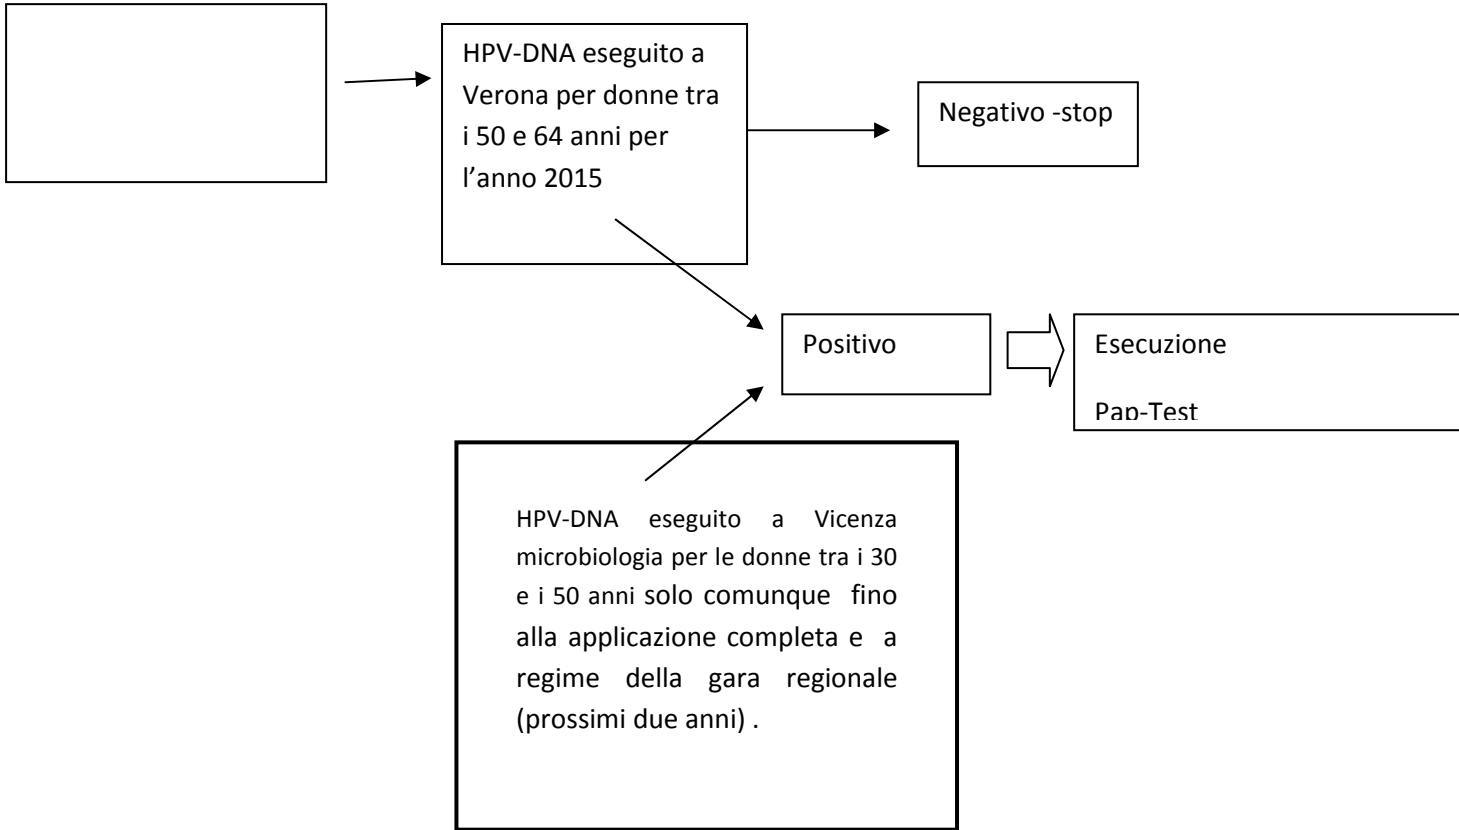 HPV-DNA eseguito a
Verona per donne tra
i 50 e 64 anni per
l'anno 2015
Negativo -stop
Positivo
Esecuzione
Pap-Test
HPV-DNA eseguito a Vicenza
microbiologia per le donne tra i 30
e i 50 anni solo comunque fino
alla applicazione completa e a
regime della gara regionale
(prossimi due anni) .